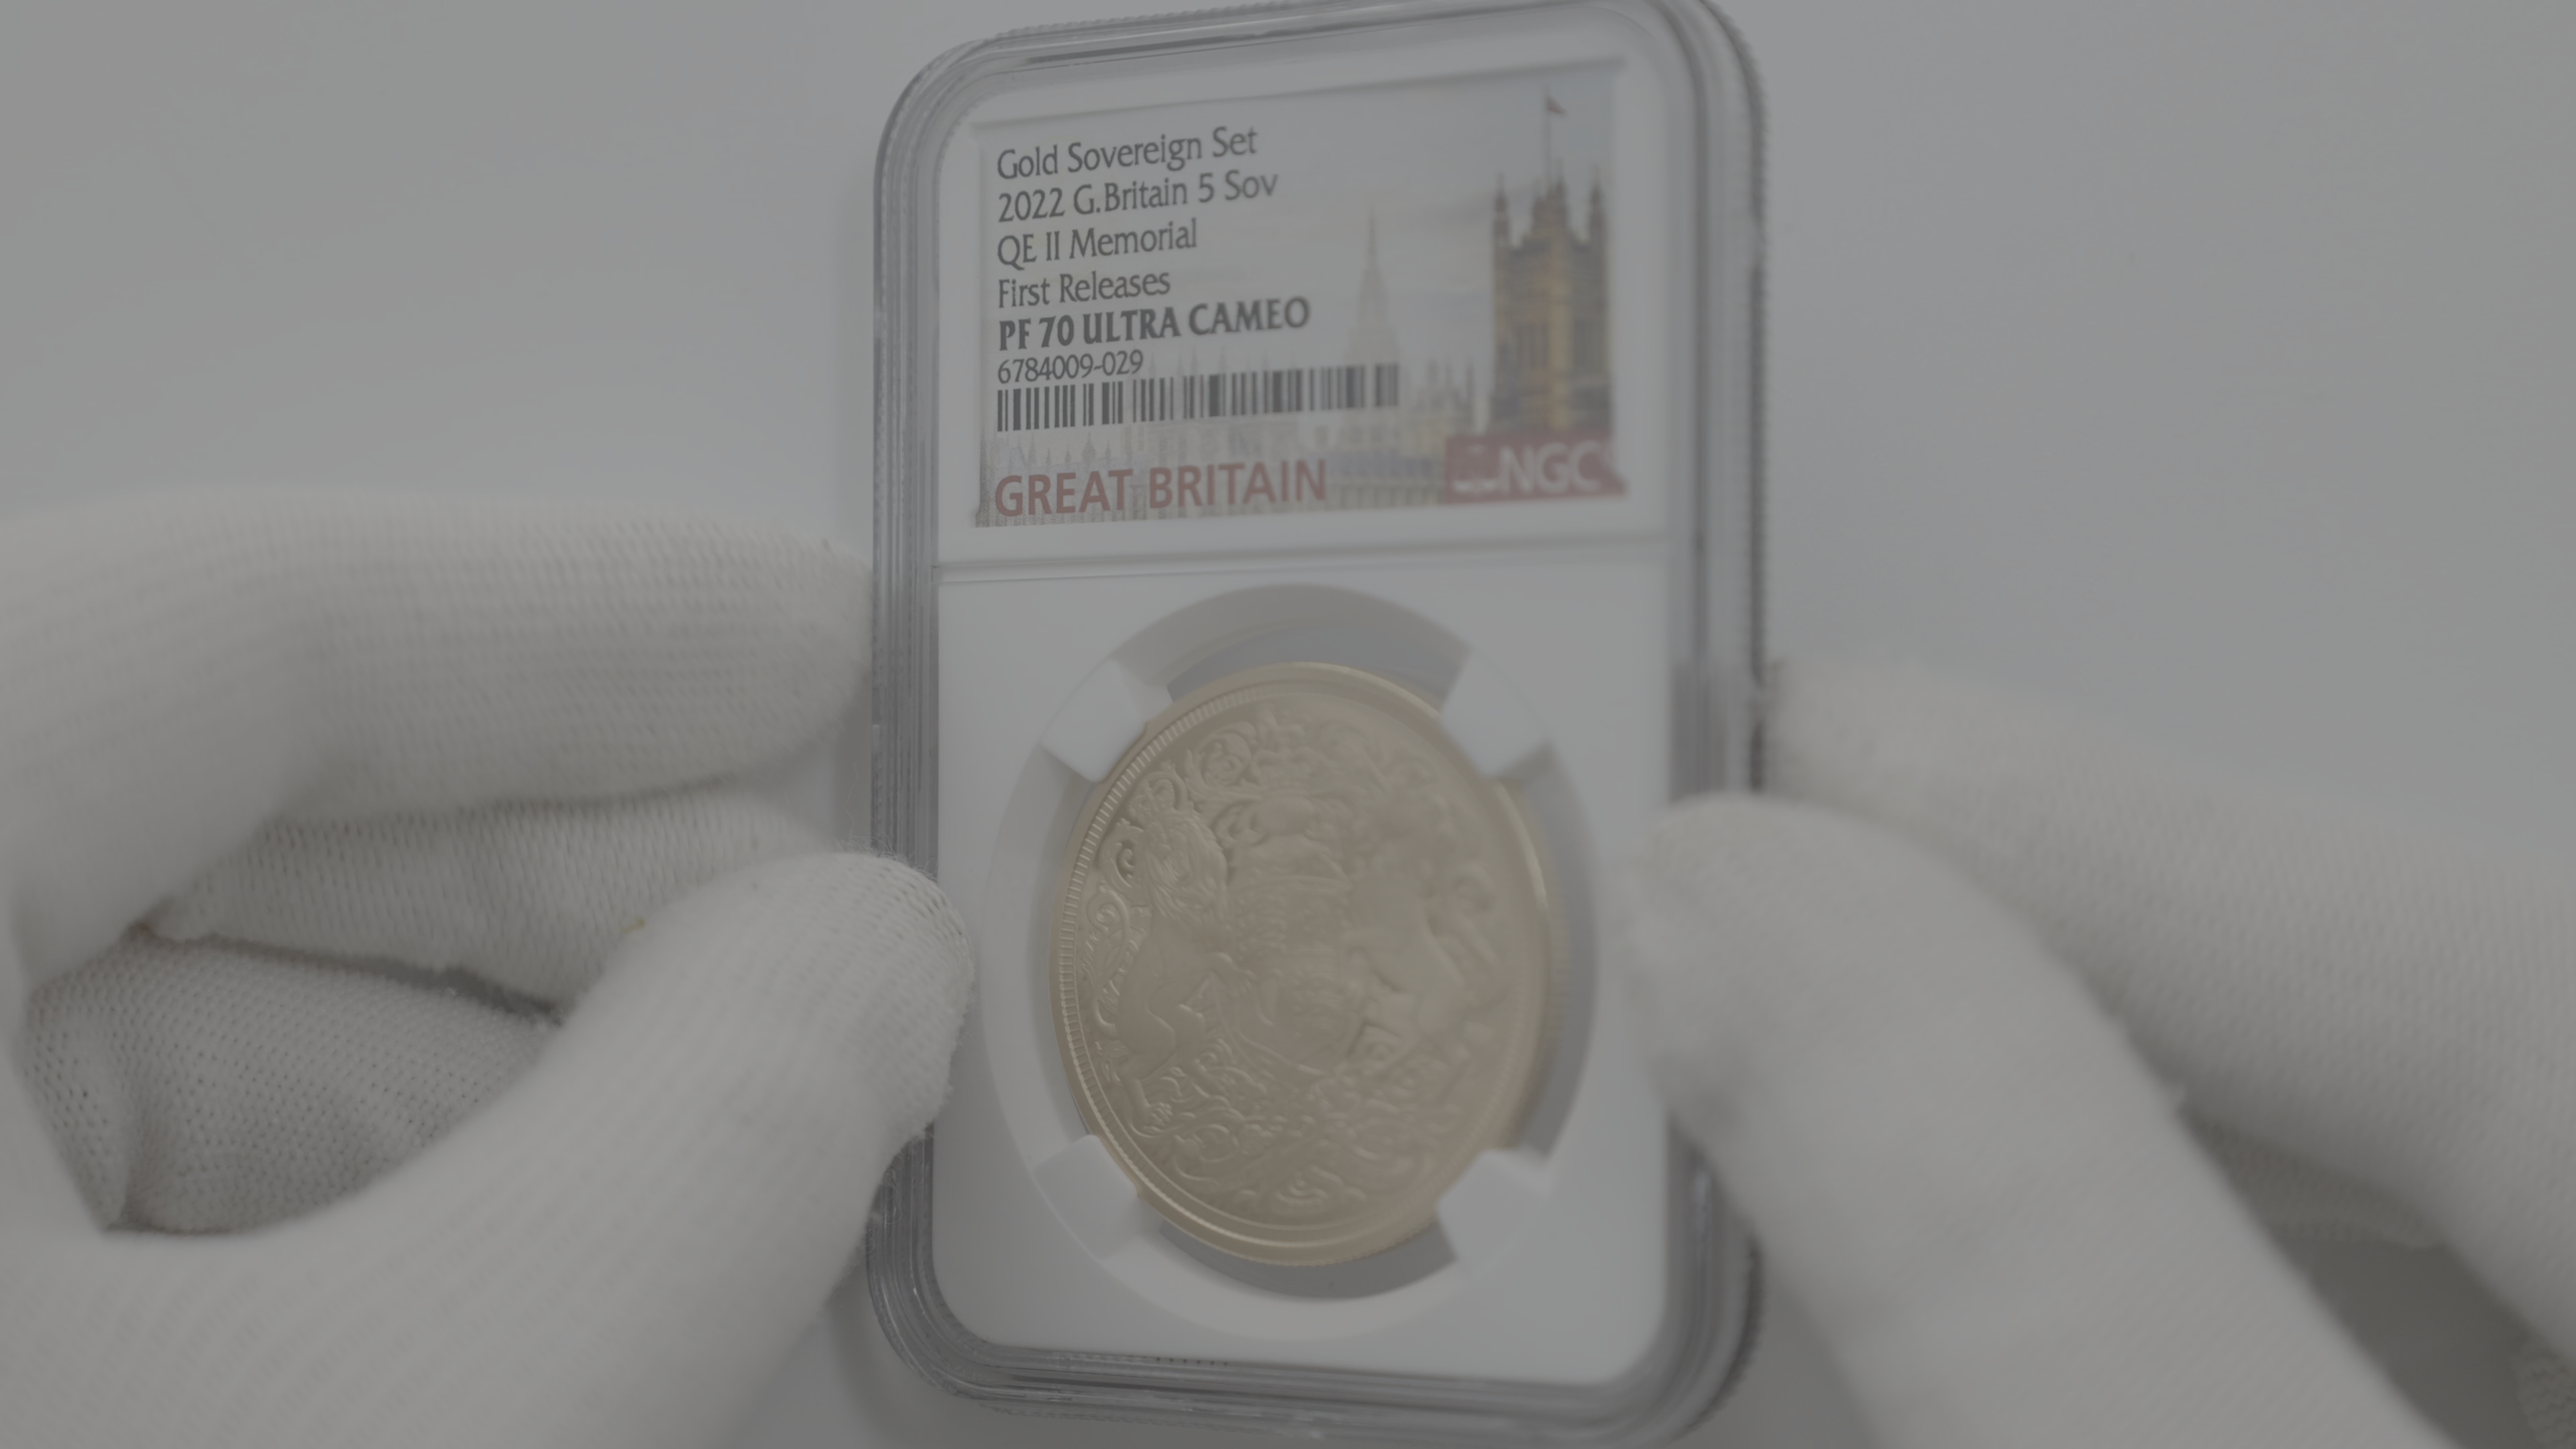 Gold Sovereign Set
2022 G.Britain 5 Sov
QE II Memorial
First Releases
PF 70 ULTRA CAMEO
6784009-029
GREAT BRITAIN
NGC